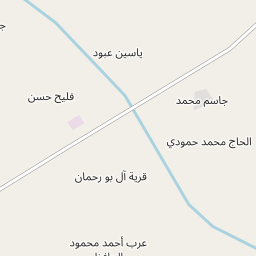 ياسين عبود
فليح حسن
جاسم محمد
الحاج محمد حمودي
قرية آل بو رحمان
عرب أحمد محمود